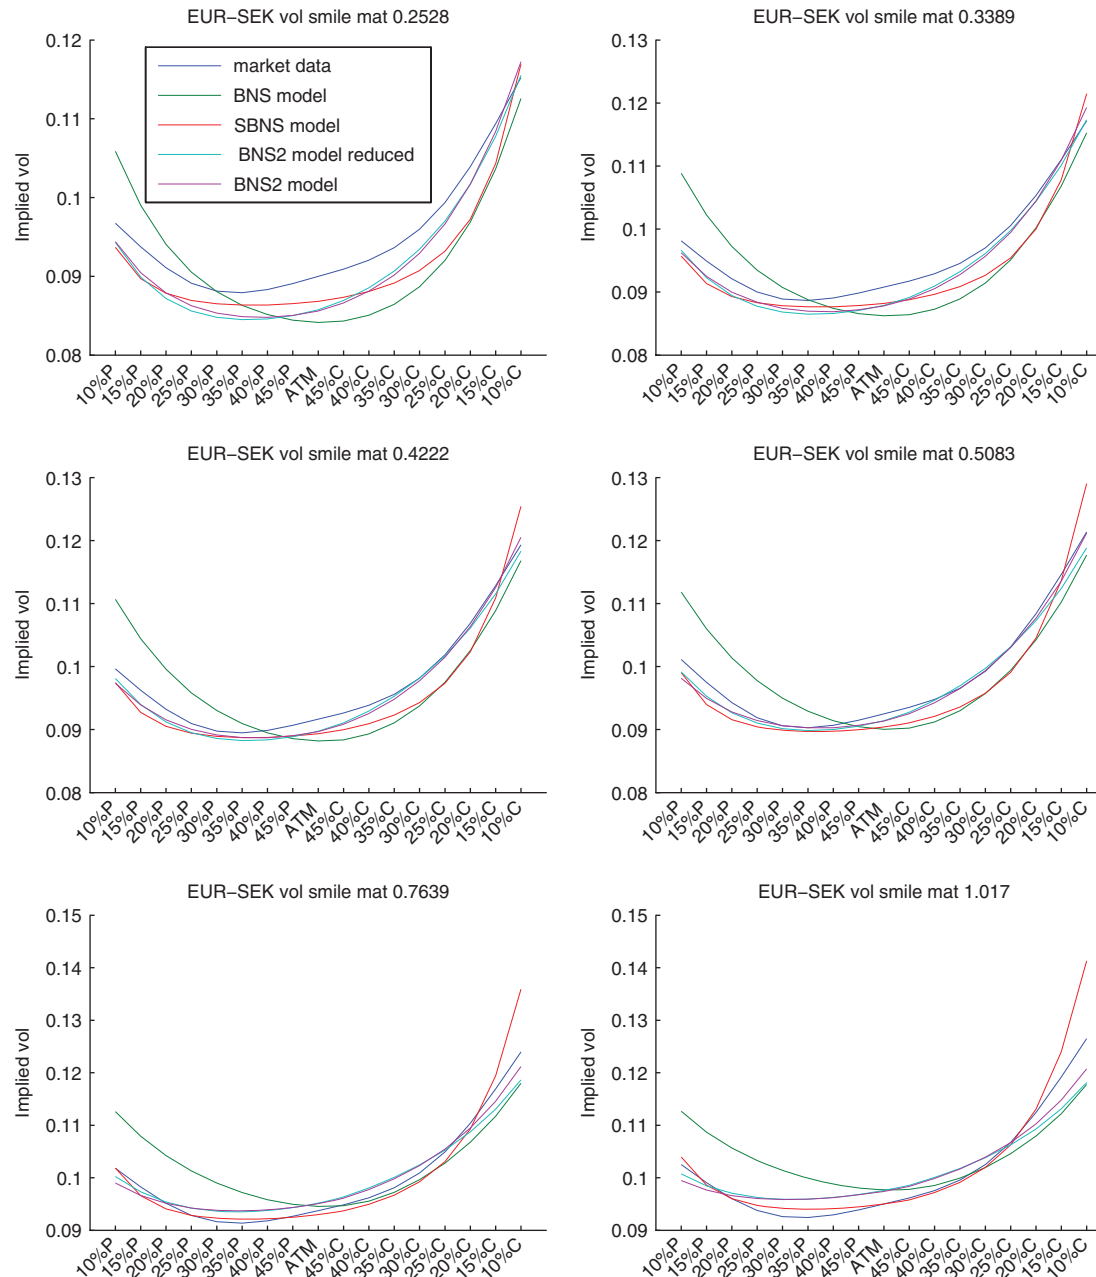 EUR−SEK vol smile mat 0.2528
0.12
0.11
0.1
0.09
0.08
Implied vol
market data
BNS model
SBNS model
BNS2 model reduced
BNS2 model
10%P 15%P 20%P 25%P 30%P 35%P 40%P 45%P ATM 45%C 40%C 35%C 30%C 25%C 20%C 15%C 10%C
EUR−SEK vol smile mat 0.3389
0.13
0.12
0.11
0.1
0.09
0.08
Implied vol
10%P 15%P 20%P 25%P 30%P 35%P 40%P 45%P ATM 45%C 40%C 35%C 30%C 25%C 20%C 15%C 10%C
EUR−SEK vol smile mat 0.4222
0.13
0.12
0.11
0.1
0.09
0.08
Implied vol
10%P 15%P 20%P 25%P 30%P 35%P 40%P 45%P ATM 45%C 40%C 35%C 30%C 25%C 20%C 15%C 10%C
EUR−SEK vol smile mat 0.5083
0.13
0.12
0.11
0.1
0.09
0.08
Implied vol
10%P 15%P 20%P 25%P 30%P 35%P 40%P 45%P ATM 45%C 40%C 35%C 30%C 25%C 20%C 15%C 10%C
EUR−SEK vol smile mat 0.7639
0.15
0.14
0.13
0.12
0.11
0.1
0.09
Implied vol
10%P 15%P 20%P 25%P 30%P 35%P 40%P 45%P ATM 45%C 40%C 35%C 30%C 25%C 20%C 15%C 10%C
EUR−SEK vol smile mat 1.017
0.15
0.14
0.13
0.12
0.11
0.1
0.09
Implied vol
10%P 15%P 20%P 25%P 30%P 35%P 40%P 45%P ATM 45%C 40%C 35%C 30%C 25%C 20%C 15%C 10%C